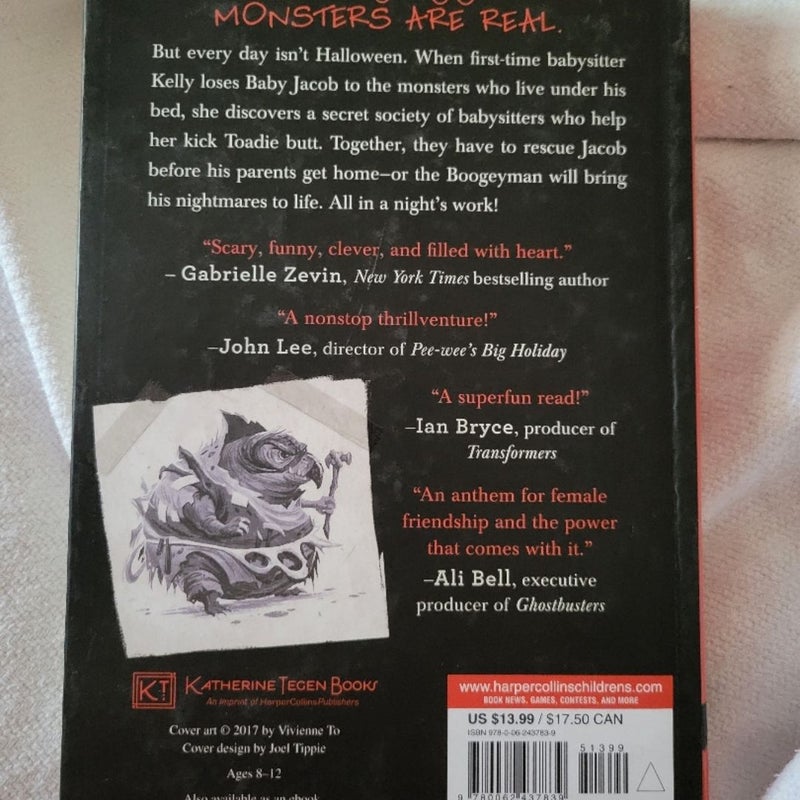 MONSTERS ARE REAL.
But every day isn't Halloween. When first-time babysitter
Kelly loses Baby Jacob to the monsters who live under his
bed, she discovers a secret society of babysitters who help
her kick Toadie butt. Together, they have to rescue Jacob
before his parents get home—or the Boogeyman will bring
his nightmares to life. All in a night's work!
"Scary, funny, clever, and filled with heart."
– Gabrielle Zevin, New York Times bestselling author
"A nonstop thrillventure!"
–John Lee, director of Pee-wee's Big Holiday
"A superfun read!"
–Ian Bryce, producer of
Transformers
"An anthem for female
friendship and the power
that comes with it."
–Ali Bell, executive
producer of Ghostbusters
KT
KATHERINE TEGEN BOOKS
An Imprint of HarperCollinsPublishers
Cover art © 2017 by Vivienne To
Cover design by Joel Tippie
Ages 8–12
Also available as an ebook.
www.harpercollinschildrens.com
BOOK NEWS, GAMES, CONTESTS, AND MORE
US $13.99 / $17.50 CAN
ISBN 978-0-06-243783-9
51399
9 780062 437839